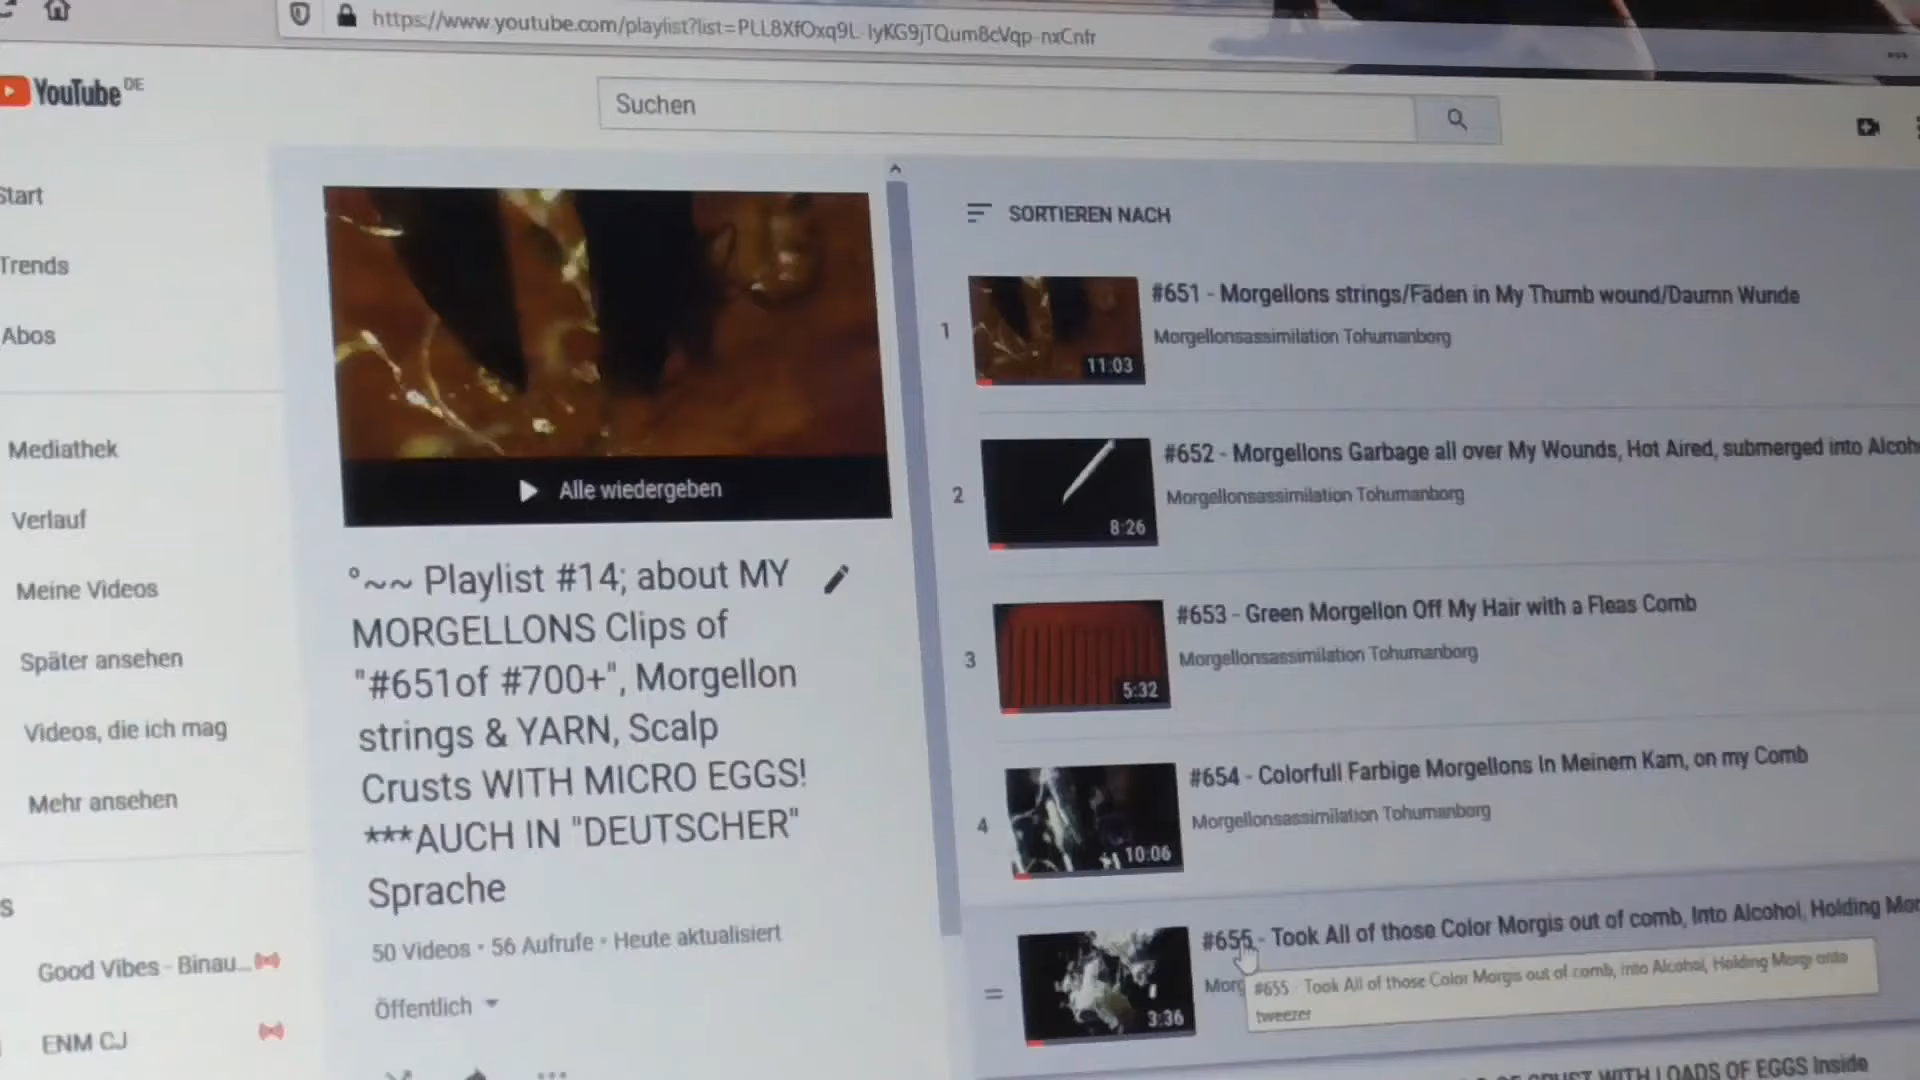 https://www.youtube.com/playlist?list=PLL8XfOxq9L-IyKG9jTQum8cVqp-nxCnfr
YouTube DE
Suchen
Start
Trends
Abos
Mediathek
Verlauf
Meine Videos
Später ansehen
Videos, die ich mag
Mehr ansehen
S
Good Vibes - Binau...
ENM CJ
Alle wiedergeben
°~~ Playlist #14; about MY
MORGELLONS Clips of
"#651of #700+", Morgellon
strings & YARN, Scalp
Crusts WITH MICRO EGGS!
***AUCH IN "DEUTSCHER"
Sprache
50 Videos • 56 Aufrufe • Heute aktualisiert
Öffentlich
SORTIEREN NACH
1
11:03
#651 - Morgellons strings/Fäden in My Thumb wound/Daumn Wunde
Morgellonsassimilation Tohumanborg
2
8:26
#652 - Morgellons Garbage all over My Wounds, Hot Aired, submerged into Alcoh
Morgellonsassimilation Tohumanborg
3
5:32
#653 - Green Morgellon Off My Hair with a Fleas Comb
Morgellonsassimilation Tohumanborg
4
10:06
#654 - Colorfull Farbige Morgellons In Meinem Kam, on my Comb
Morgellonsassimilation Tohumanborg
3:36
#655 - Took All of those Color Morgis out of comb, Into Alcohol, Holding Mor
Morg
#655 - Took All of those Color Morgis out of comb, Into Alcohol, Holding Morgi onto
tweezer
CRUST WITH LOADS OF EGGS Inside